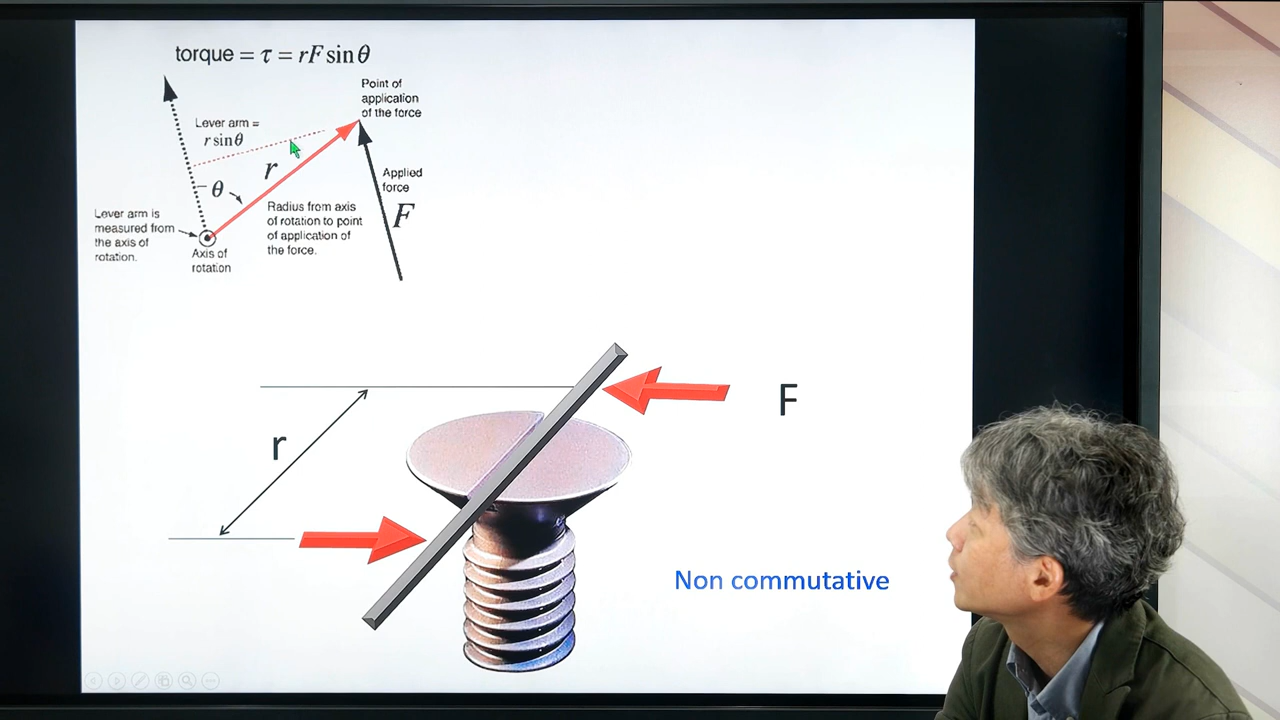 torque = τ = rF sin θ
Point of
application
of the force
Lever arm =
r sin θ
r
θ
Applied
force
F
Lever arm is
measured from
the axis of
rotation.
Radius from axis
of rotation to point
of application of
the force.
Axis of
rotation
F
r
Non commutative